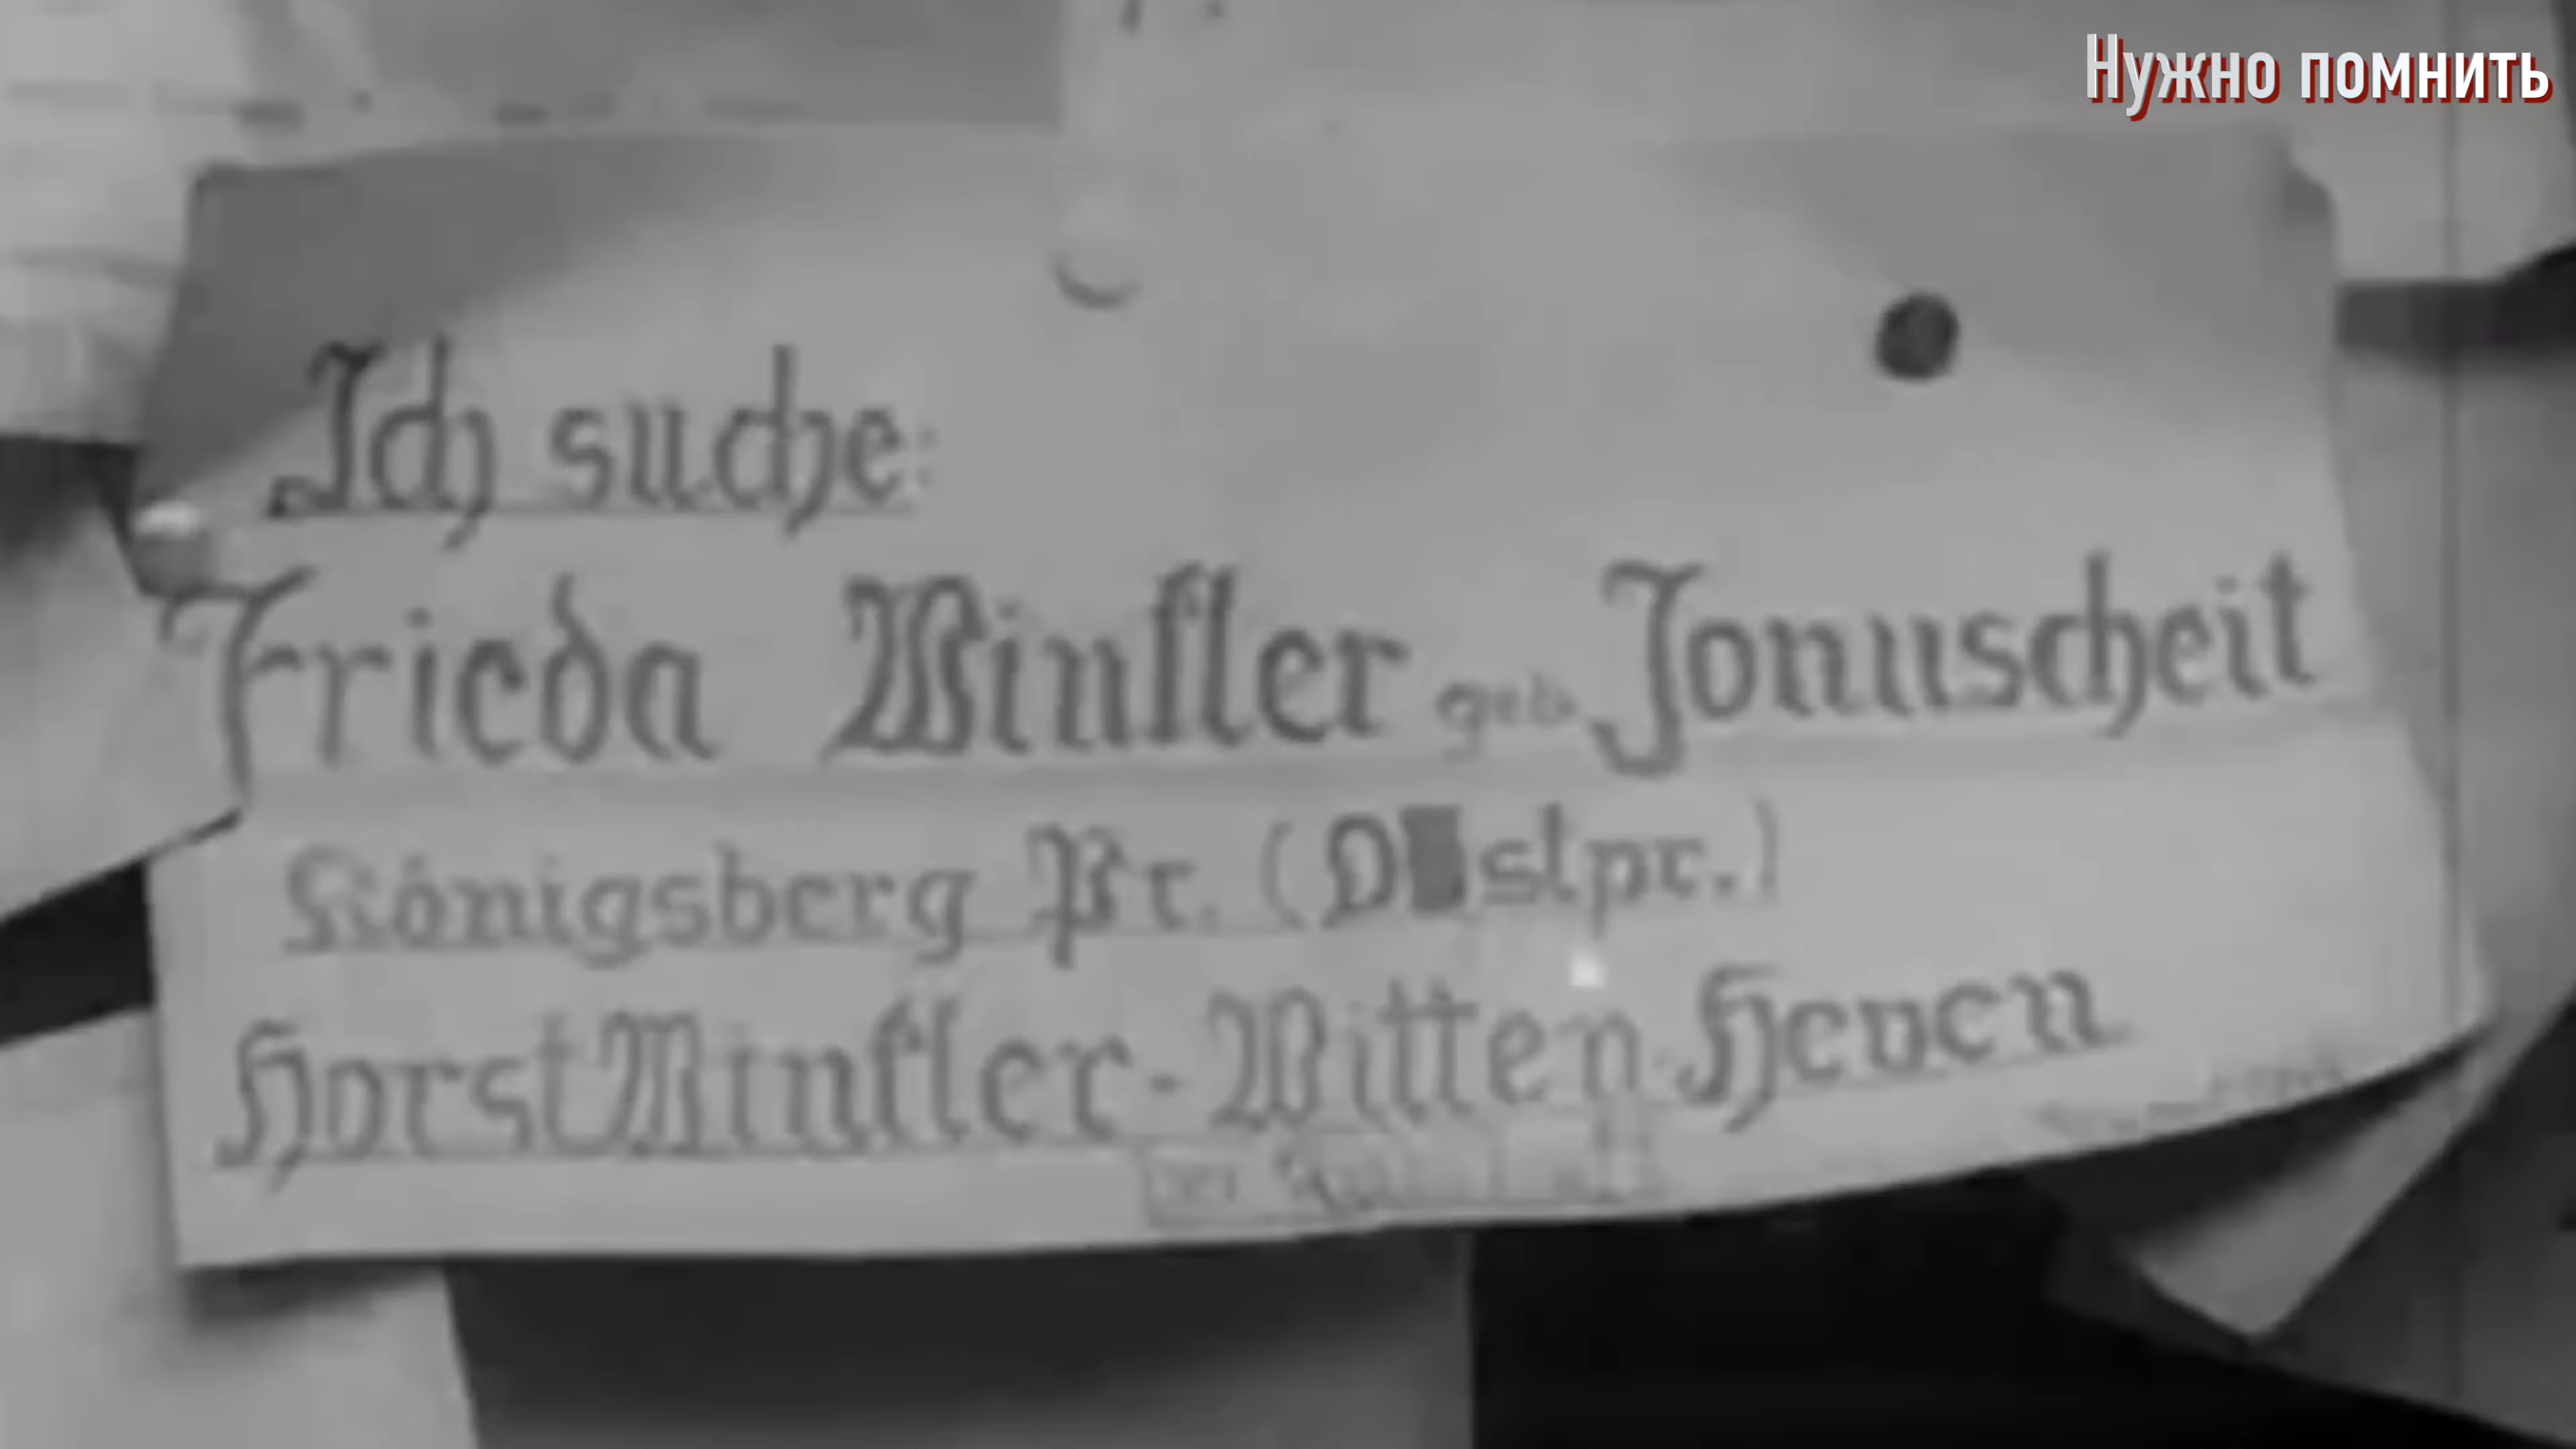 Нужно помнить
Ich suche:
Frieda Winkler geb. Jonuscheit
Königsberg Pr. (Ostpr.)
Horst Winkler - Witten Heven